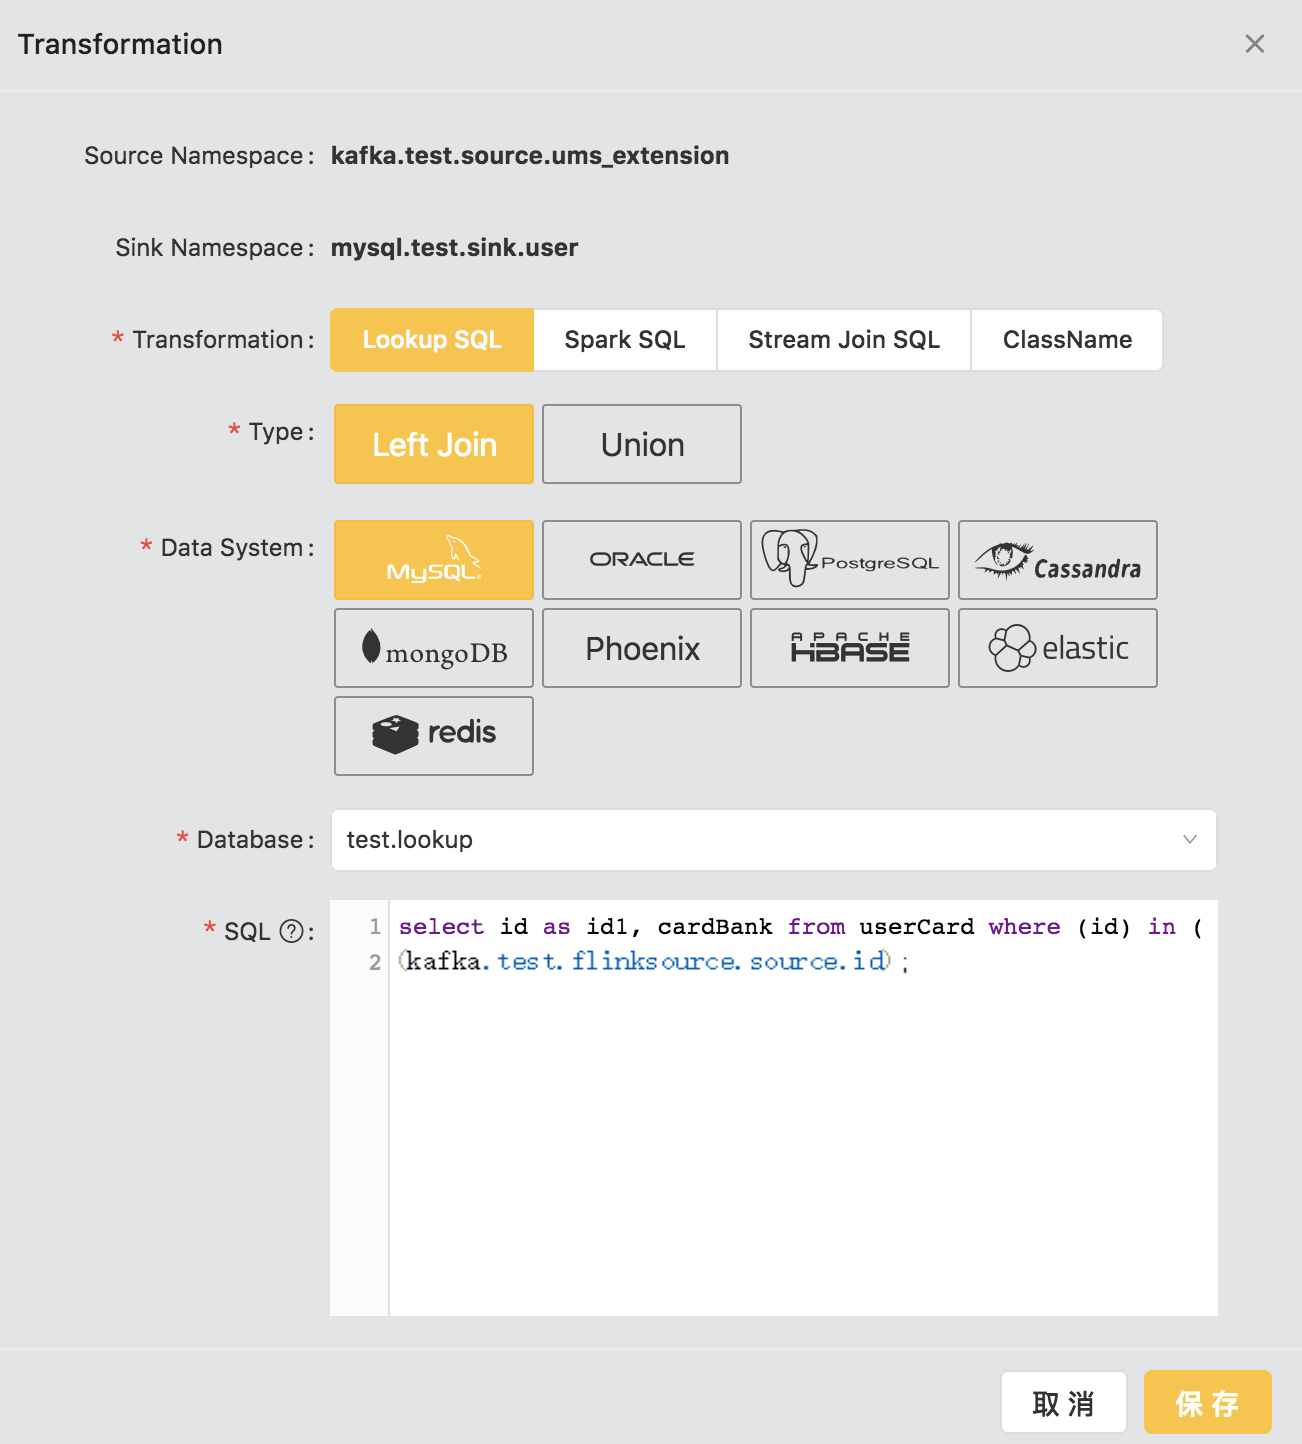 Transformation
Source Namespace: kafka.test.source.ums_extension
Sink Namespace: mysql.test.sink.user
* Transformation: Lookup SQL Spark SQL Stream Join SQL ClassName
* Type: Left Join Union
* Data System: MySQL ORACLE PostgreSQL Cassandra
mongoDB Phoenix APACHE HBASE elastic
redis
* Database: test.lookup
* SQL ?:
1 select id as id1, cardBank from userCard where (id) in (
2 (kafka.test.flinksource.source.id);
取 消 保 存